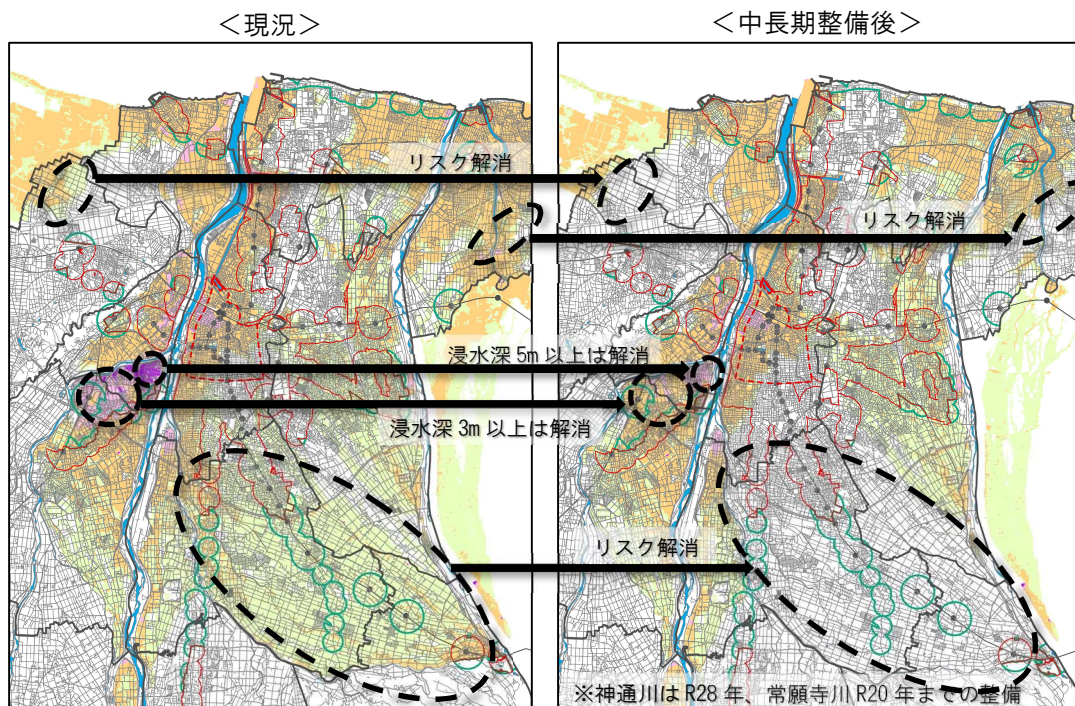 ＜現況＞
＜中長期整備後＞
リスク解消
リスク解消
浸水深 5m 以上は解消
浸水深 3m 以上は解消
リスク解消
※神通川は R28 年、常願寺川 R20 年までの整備